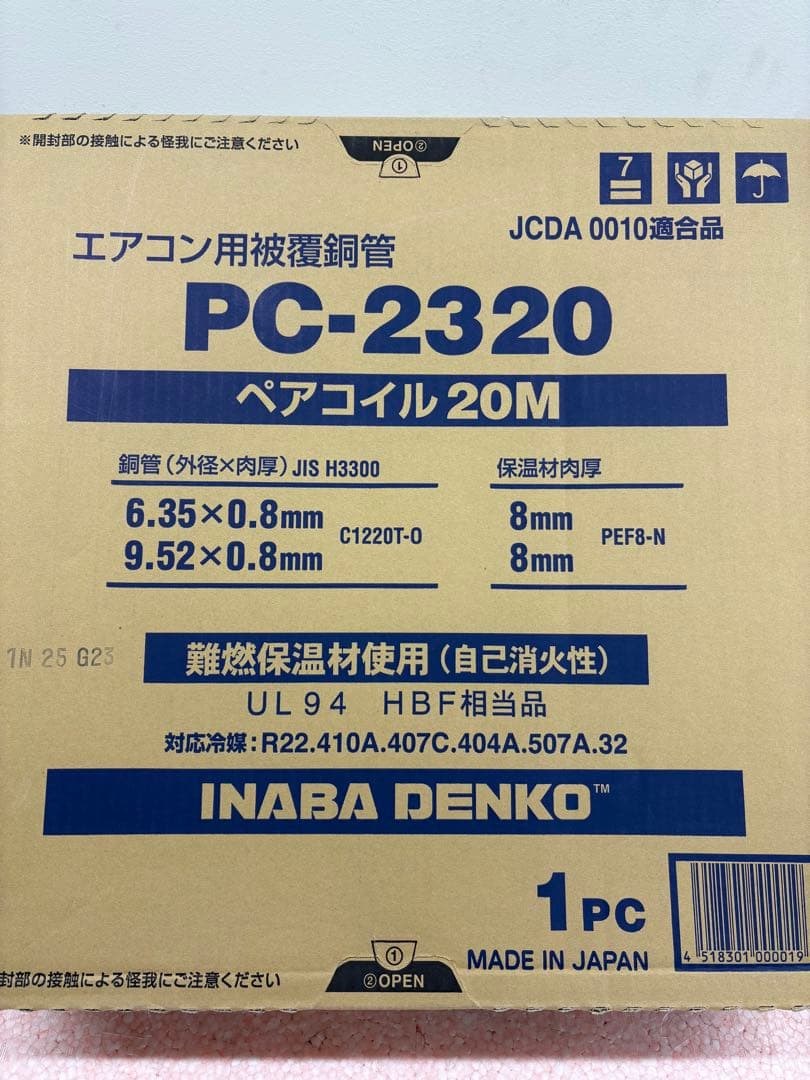 ※開封部の接触による怪我にご注意ください
②OPEN
①
7
JCDA 0010適合品
エアコン用被覆銅管
PC-2320
ペアコイル20M
銅管(外径×肉厚)JIS H3300
保温材肉厚
6.35×0.8mm
9.52×0.8mm
C1220T-O
8mm
8mm
PEF8-N
1N 25 G23
難燃保温材使用(自己消火性)
UL94 HBF相当品
対応冷媒:R22.410A.407C.404A.507A.32
INABA DENKO™
1PC
MADE IN JAPAN
4 518301 000019
①
②OPEN
封部の接触による怪我にご注意ください